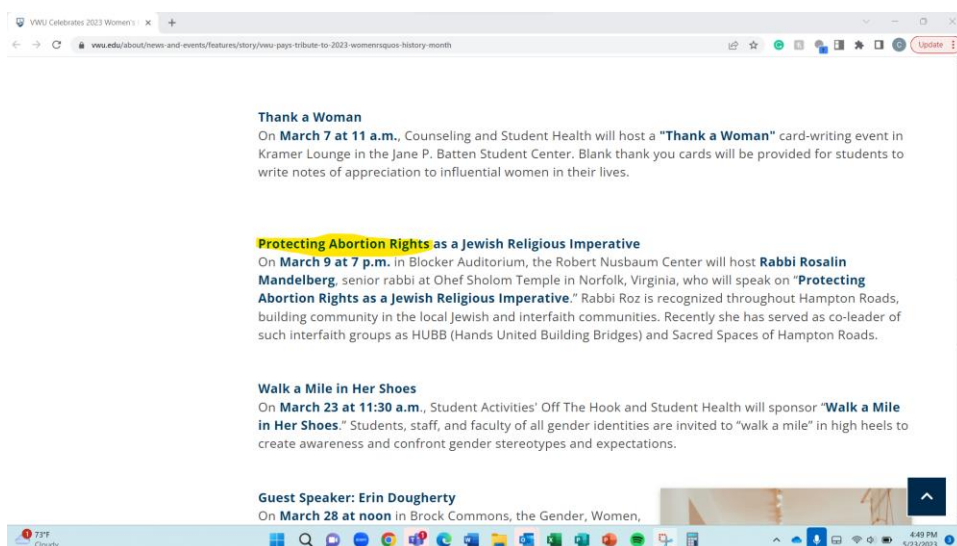 VWU Celebrates 2023 Women's
vwu.edu/about/news-and-events/features/story/vwu-pays-tribute-to-2023-womenrsquos-history-month
Update
Thank a Woman
On March 7 at 11 a.m., Counseling and Student Health will host a "Thank a Woman" card-writing event in
Kramer Lounge in the Jane P. Batten Student Center. Blank thank you cards will be provided for students to
write notes of appreciation to influential women in their lives.
Protecting Abortion Rights as a Jewish Religious Imperative
On March 9 at 7 p.m. in Blocker Auditorium, the Robert Nusbaum Center will host Rabbi Rosalin
Mandelberg, senior rabbi at Ohef Sholom Temple in Norfolk, Virginia, who will speak on “Protecting
Abortion Rights as a Jewish Religious Imperative.” Rabbi Roz is recognized throughout Hampton Roads,
building community in the local Jewish and interfaith communities. Recently she has served as co-leader of
such interfaith groups as HUBB (Hands United Building Bridges) and Sacred Spaces of Hampton Roads.
Walk a Mile in Her Shoes
On March 23 at 11:30 a.m., Student Activities' Off The Hook and Student Health will sponsor “Walk a Mile
in Her Shoes.” Students, staff, and faculty of all gender identities are invited to “walk a mile” in high heels to
create awareness and confront gender stereotypes and expectations.
Guest Speaker: Erin Dougherty
On March 28 at noon in Brock Commons, the Gender, Women,
73°F
Cloudy
4:49 PM
5/23/2023